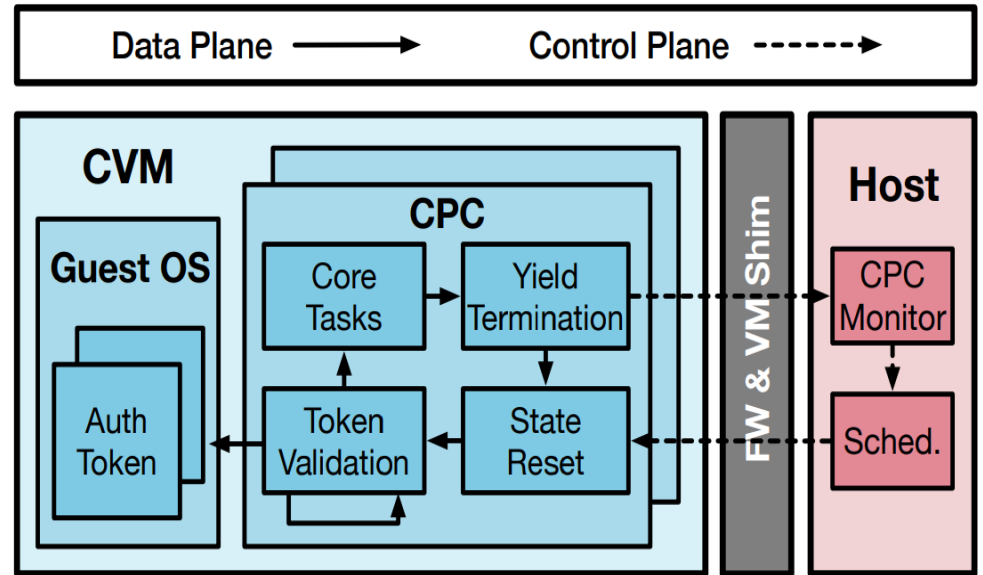 Data Plane
Control Plane
CVM
Guest OS
Auth
Token
CPC
Core
Tasks
Yield
Termination
Token
Validation
State
Reset
FW & VM Shim
Host
CPC
Monitor
Sched.